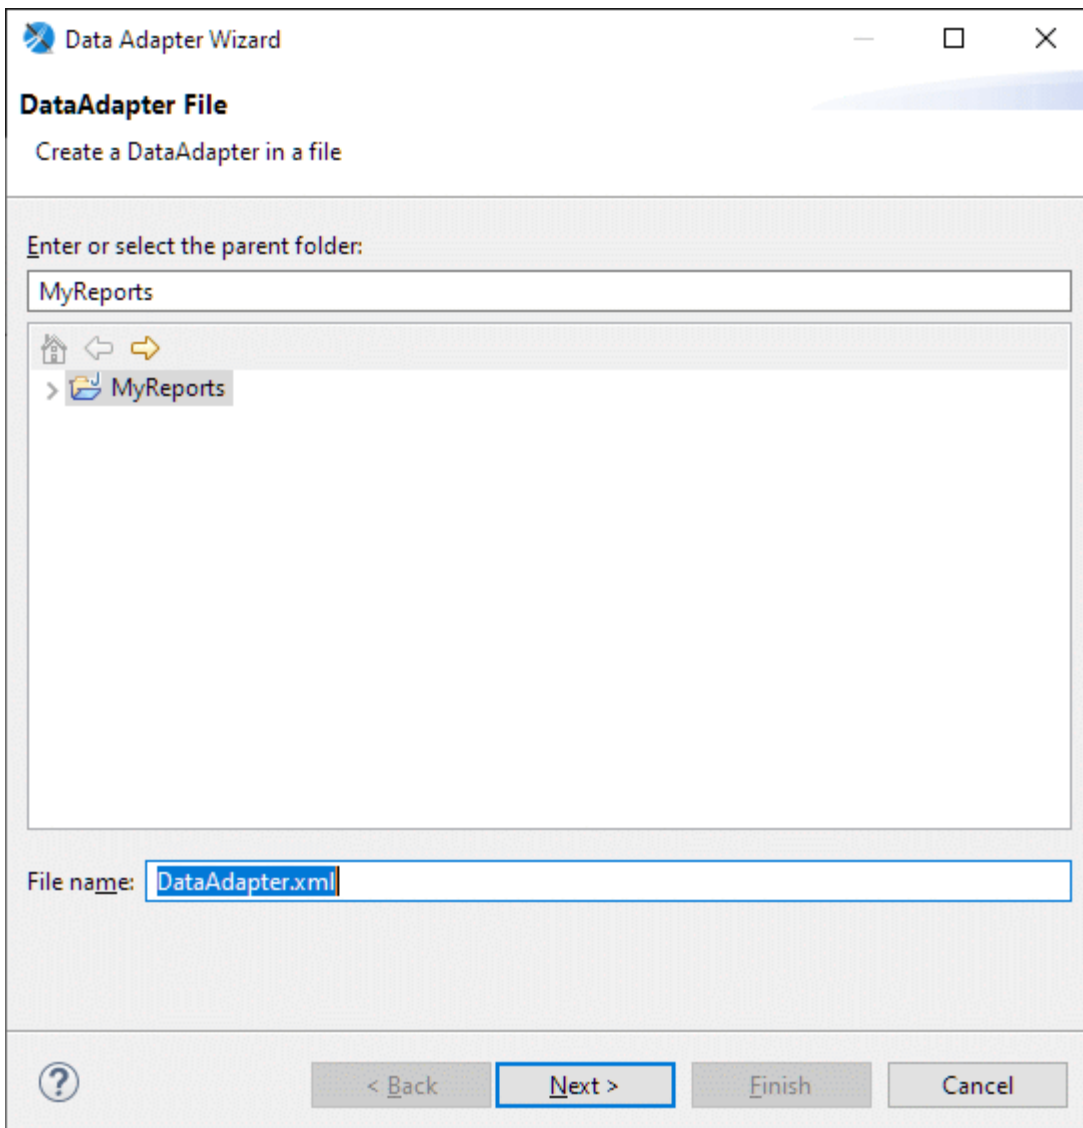 Data Adapter Wizard
DataAdapter File
Create a DataAdapter in a file
Enter or select the parent folder:
MyReports
MyReports
File name: DataAdapter.xml
? < Back Next > Finish Cancel